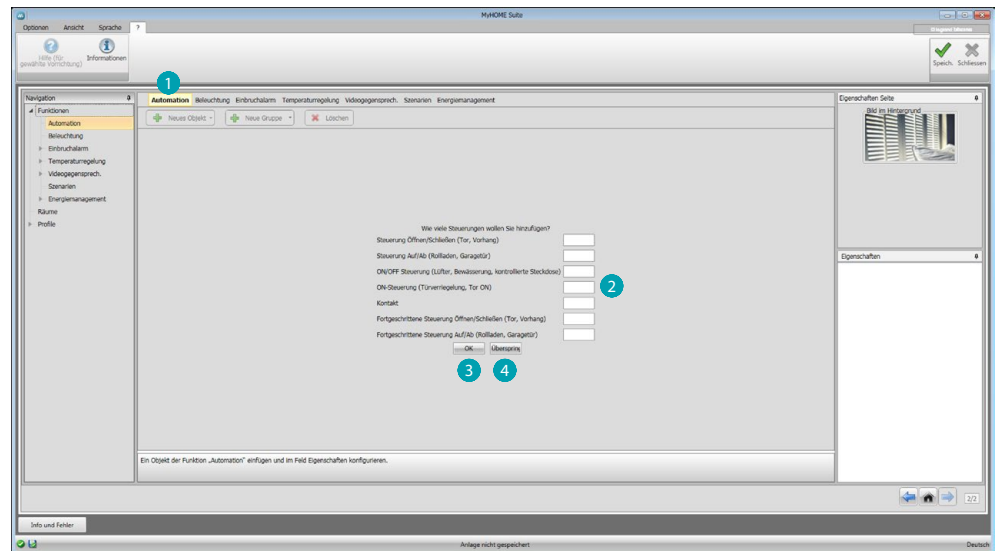 MyHOME Suite
Optionen Ansicht Sprache ?
Hilfe (für gewählte Vorrichtung)
Informationen
Speich. Schliessen
1
Navigation
Funktionen
Automation
Beleuchtung
Einbruchalarm
Temperaturregelung
Videogegensprech.
Szenarien
Energiemanagement
Räume
Profile
Automation Beleuchtung Einbruchalarm Temperaturregelung Videogegensprech. Szenarien Energiemanagement
Neues Objekt Neue Gruppe Löschen
Wie viele Steuerungen wollen Sie hinzufügen?
Steuerung Öffnen/Schließen (Tor, Vorhang)
Steuerung Auf/Ab (Rollladen, Garagetür)
ON/OFF Steuerung (Lüfter, Bewässerung, kontrollierte Steckdose)
ON-Steuerung (Türverriegelung, Tor ON)
2
Kontakt
Fortgeschrittene Steuerung Öffnen/Schließen (Tor, Vorhang)
Fortgeschrittene Steuerung Auf/Ab (Rollladen, Garagetür)
OK Überspring
3 4
Ein Objekt der Funktion „Automation" einfügen und im Feld Eigenschaften konfigurieren.
Eigenschaften Seite
Bild im Hintergrund
Eigenschaften
2/2
Info und Fehler
Anlage nicht gespeichert
Deutsch